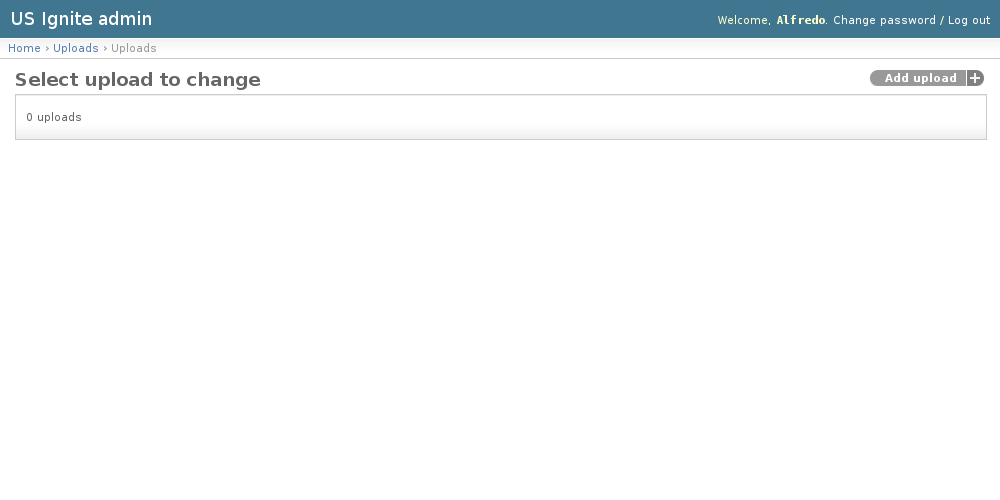 US Ignite admin
Welcome, Alfredo. Change password / Log out
Home › Uploads › Uploads
Select upload to change
Add upload +
0 uploads